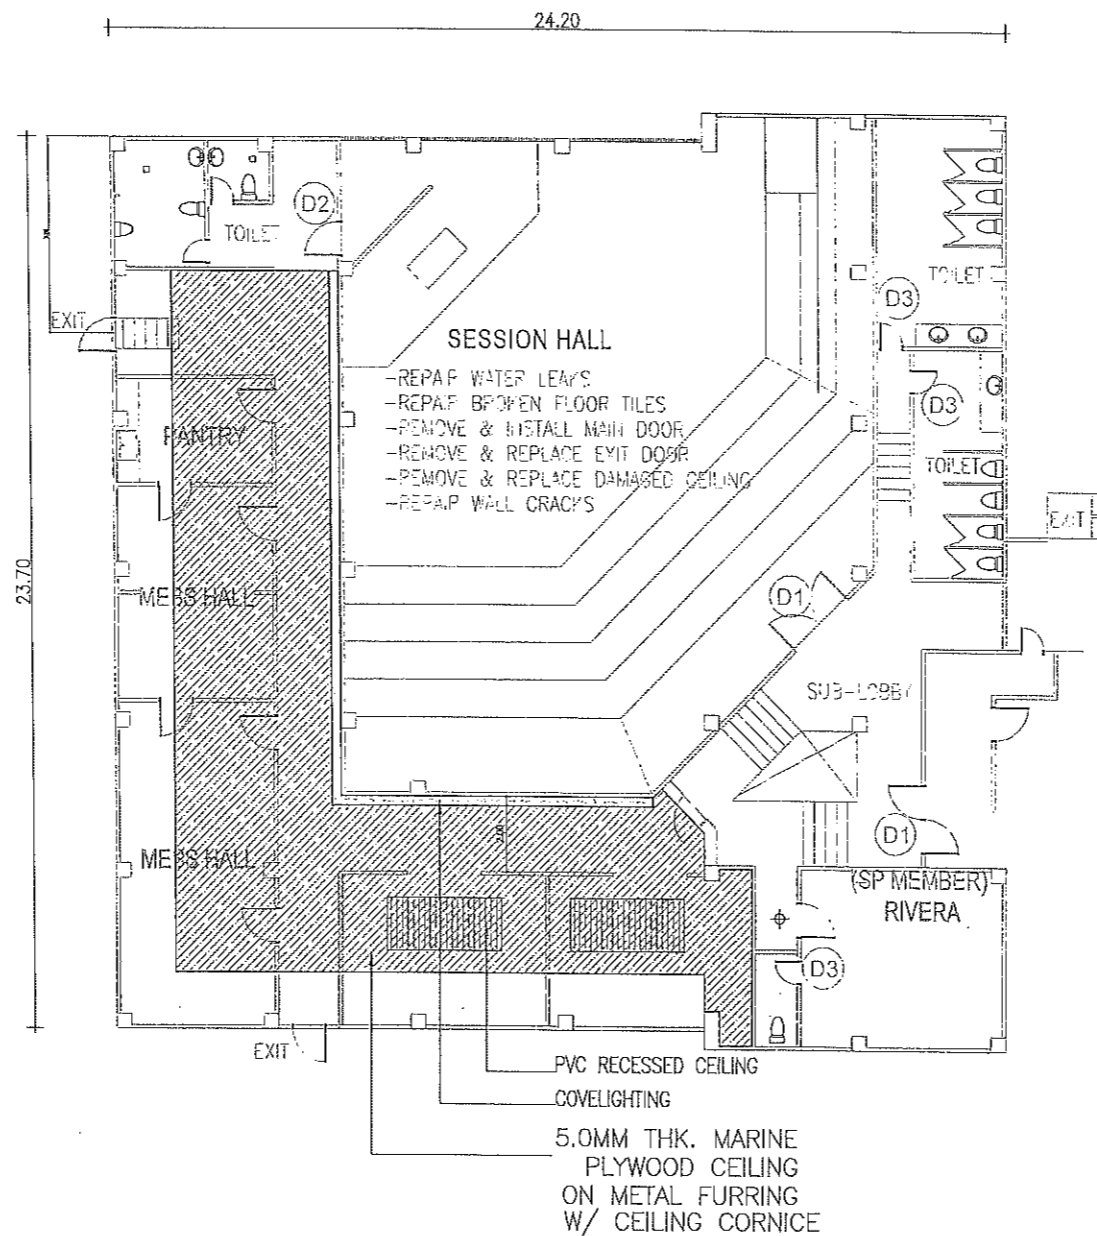 24.20
D2
TOILET
TOILET
D3
EXIT
SESSION HALL
-REPAIR WATER LEAKS
-REPAIR BROKEN FLOOR TILES
-REMOVE & INSTALL MAIN DOOR
-REMOVE & REPLACE EXIT DOOR
-REMOVE & REPLACE DAMAGED CEILING
-REPAIR WALL CRACKS
D3
PANTRY
TOILET
EXIT
23.70
MESS HALL
D1
SUB-LOBBY
D1
MESS HALL
(SP MEMBER)
RIVERA
D3
EXIT
PVC RECESSED CEILING
COVELIGHTING
5.0MM THK. MARINE
PLYWOOD CEILING
ON METAL FURRING
W/ CEILING CORNICE